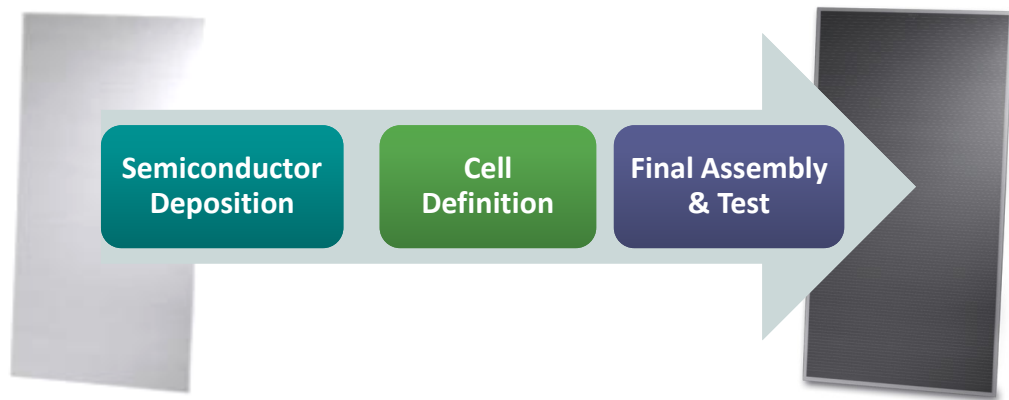 Semiconductor
Deposition
Cell
Definition
Final Assembly
& Test